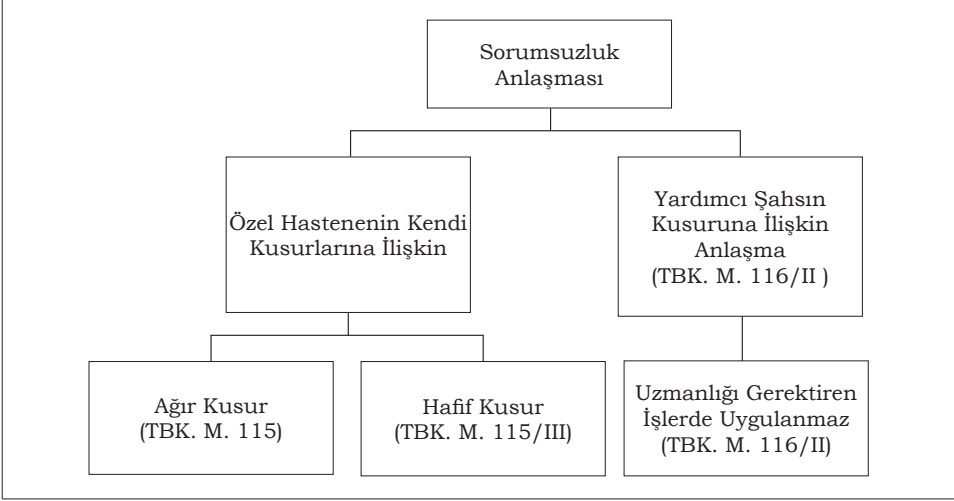 Sorumsuzluk
Anlaşması
Özel Hastenenin Kendi
Kusurlarına İlişkin
Yardımcı Şahsın
Kusuruna İlişkin
Anlaşma
(TBK. M. 116/II )
Ağır Kusur
(TBK. M. 115)
Hafif Kusur
(TBK. M. 115/III)
Uzmanlığı Gerektiren
İşlerde Uygulanmaz
(TBK. M. 116/II)